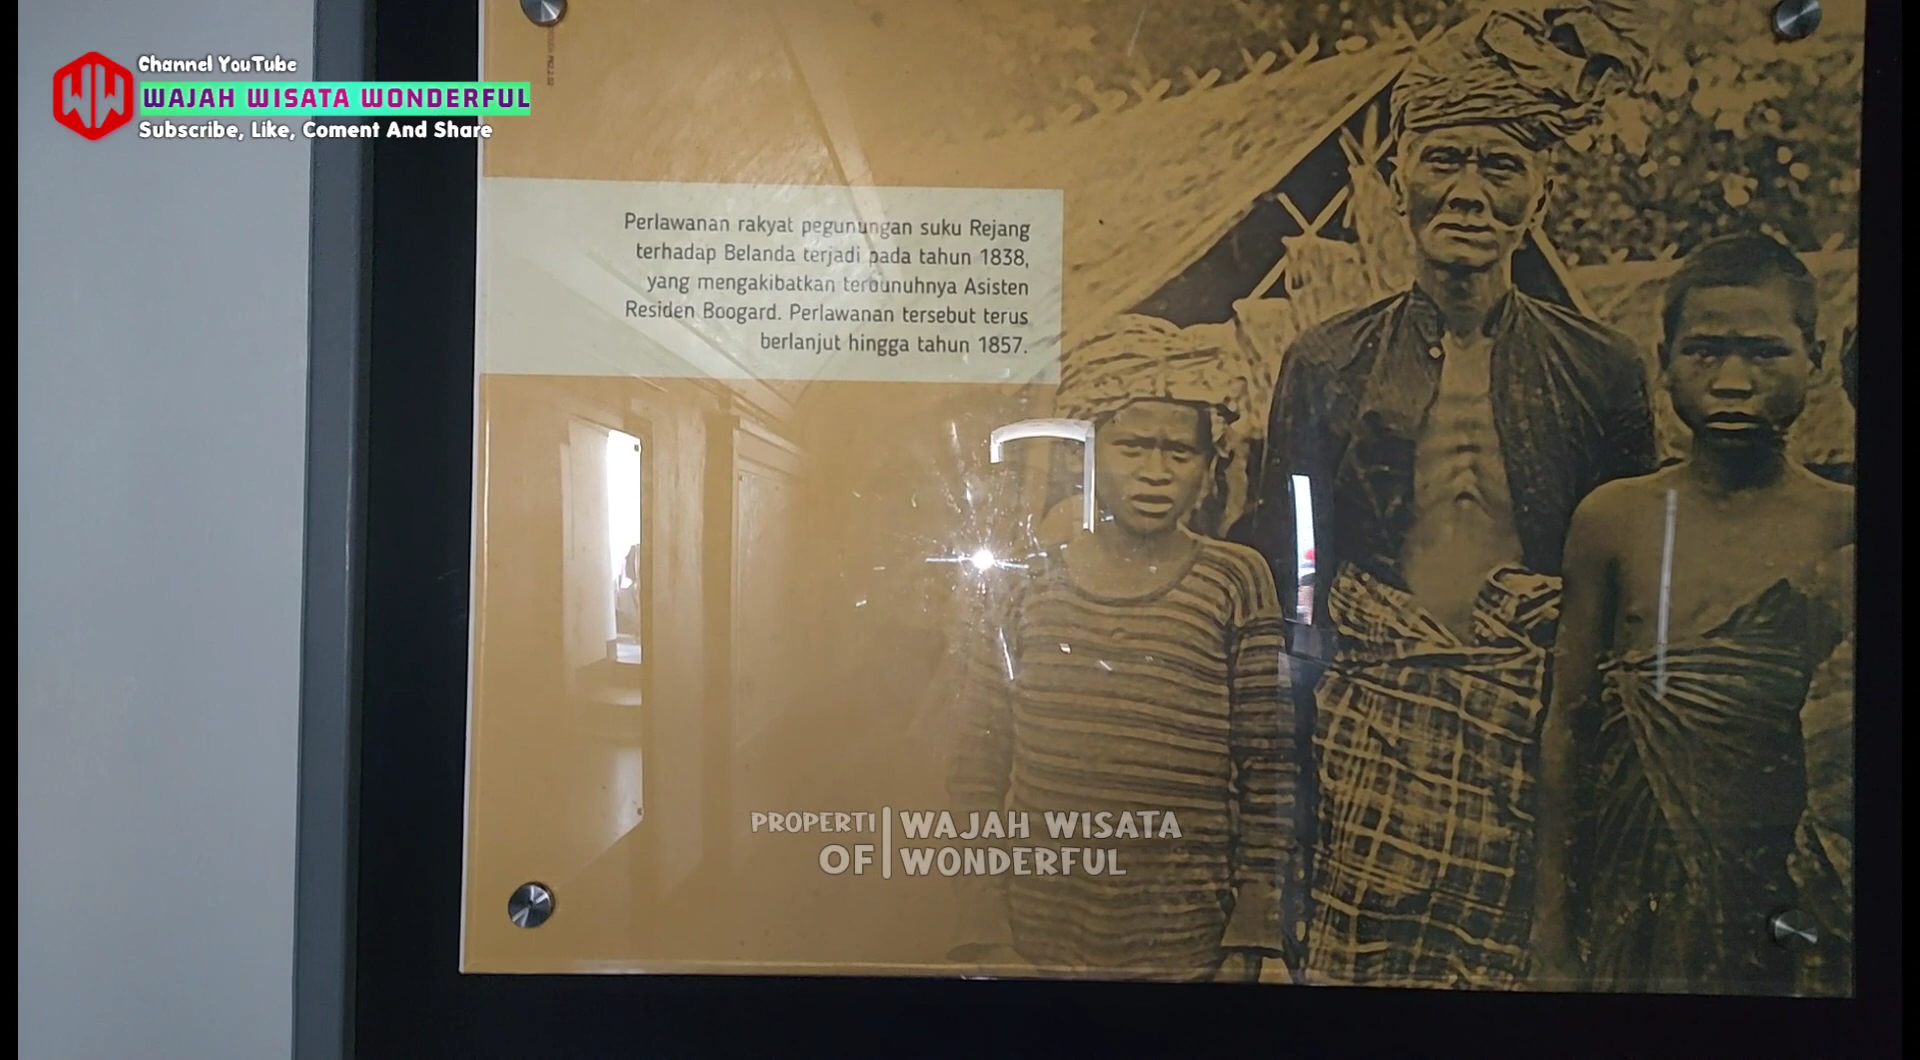 Channel YouTube
WAJAH WISATA WONDERFUL
Subscribe, Like, Coment And Share
Perlawanan rakyat pegunungan suku Rejang
terhadap Belanda terjadi pada tahun 1838,
yang mengakibatkan terbunuhnya Asisten
Residen Boogard. Perlawanan tersebut terus
berlanjut hingga tahun 1857.
PROPERTI OF
WAJAH WISATA
WONDERFUL